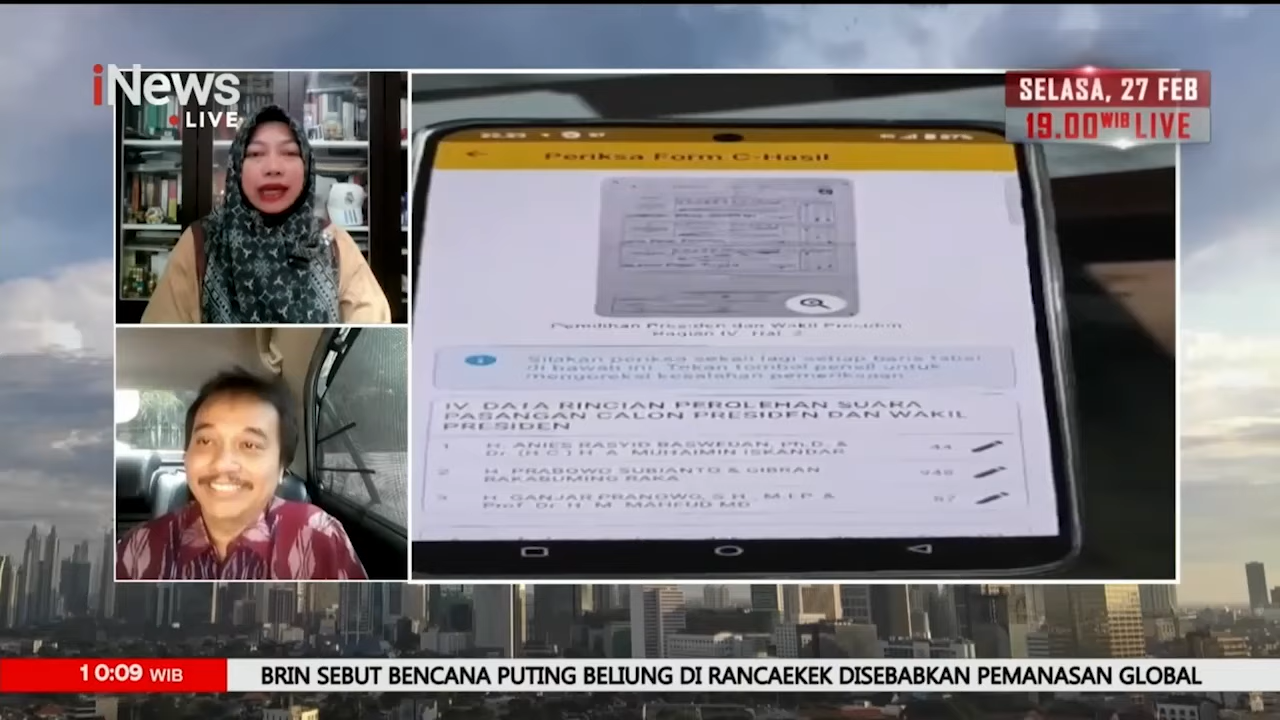 iNews
LIVE
SELASA, 27 FEB
19.00 WIB LIVE
Periksa Form C-Hasil
Pemilihan Presiden dan Wakil Presiden
Bagian IV Hal 2
Silakan periksa sekali lagi setiap baris tabel
di bawah ini. Tekan tombol pensil untuk
mengoreksi kesalahan pemeriksaan
IV. DATA RINCIAN PEROLEHAN SUARA
PASANGAN CALON PRESIDEN DAN WAKIL
PRESIDEN
1 H. ANIES RASYID BASWEDAN, Ph.D. & 44
Dr. (H.C.) H. A. MUHAIMIN ISKANDAR
2 H. PRABOWO SUBIANTO & GIBRAN 948
RAKABUMING RAKA
3 H. GANJAR PRANOWO, S.H., M.I.P. & 57
Prof. Dr. H. M. MAHFUD MD
10:09 WIB
BRIN SEBUT BENCANA PUTING BELIUNG DI RANCAEKEK DISEBABKAN PEMANASAN GLOBAL